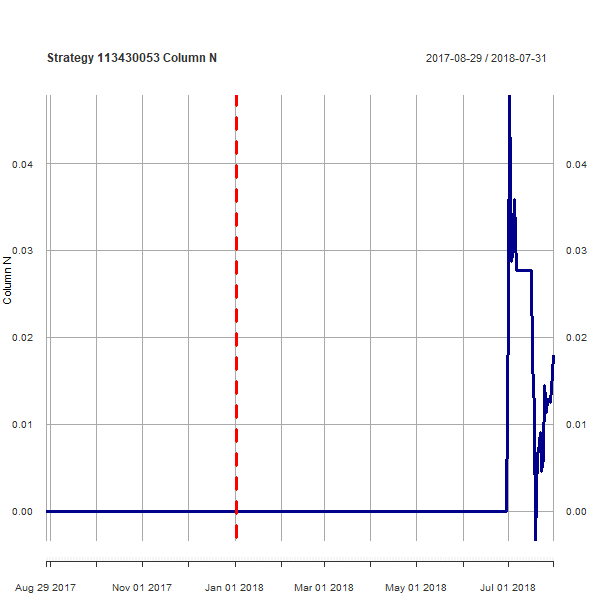 Strategy 113430053 Column N
2017-08-29 / 2018-07-31
0.04 0.04
0.03 0.03
Column N
0.02 0.02
0.01 0.01
0.00 0.00
Aug 29 2017 Nov 01 2017 Jan 01 2018 Mar 01 2018 May 01 2018 Jul 01 2018